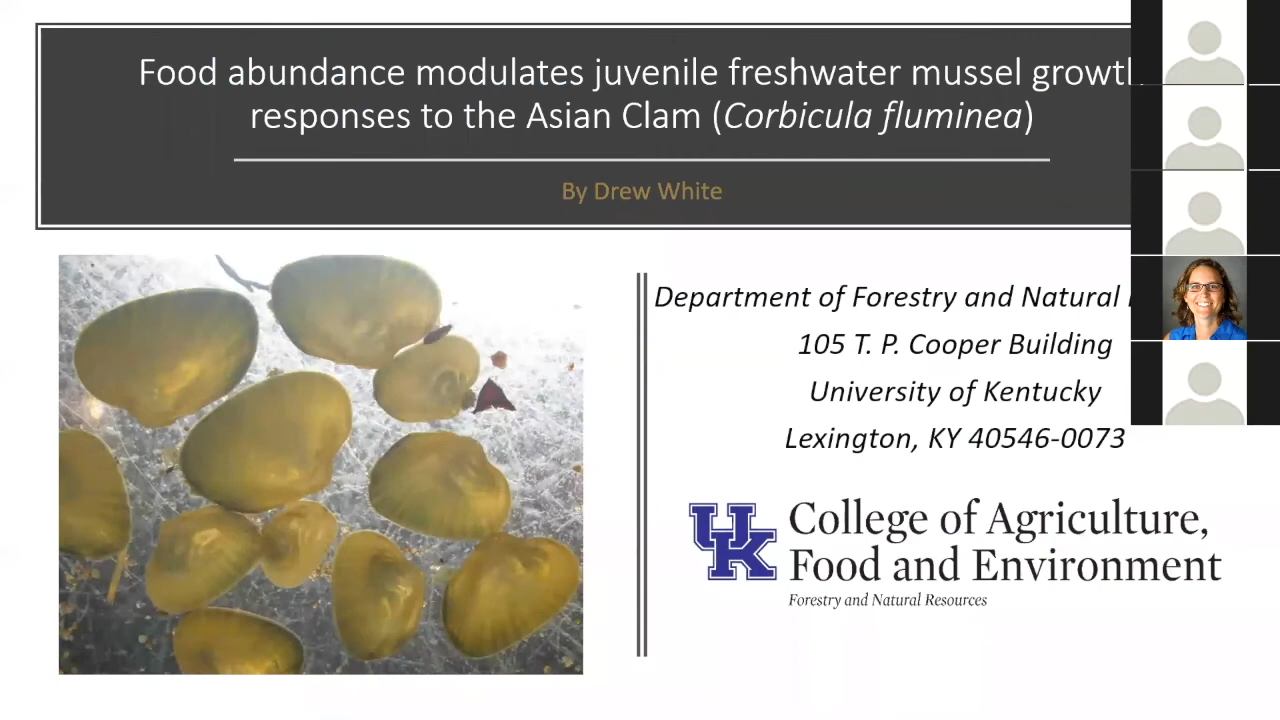 Food abundance modulates juvenile freshwater mussel growth
responses to the Asian Clam (Corbicula fluminea)
By Drew White
Department of Forestry and Natural
105 T. P. Cooper Building
University of Kentucky
Lexington, KY 40546-0073
UK
College of Agriculture,
Food and Environment
Forestry and Natural Resources